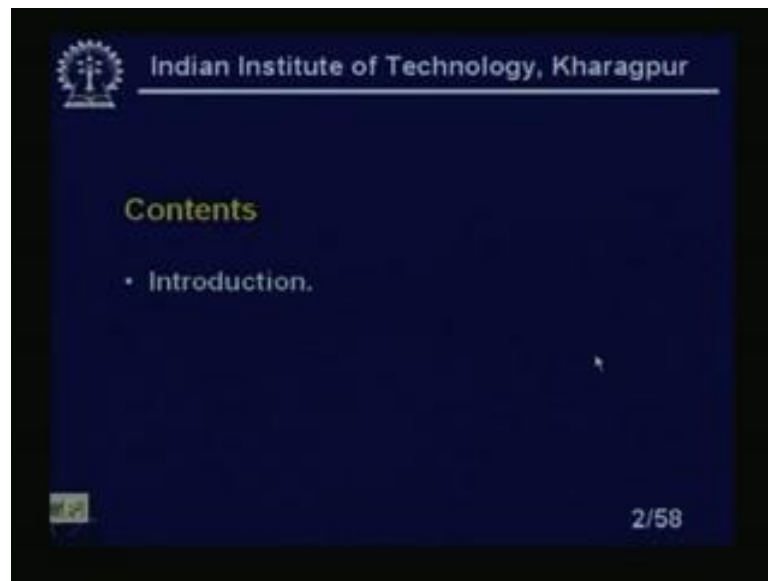 Indian Institute of Technology, Kharagpur
Contents
• Introduction.
2/58